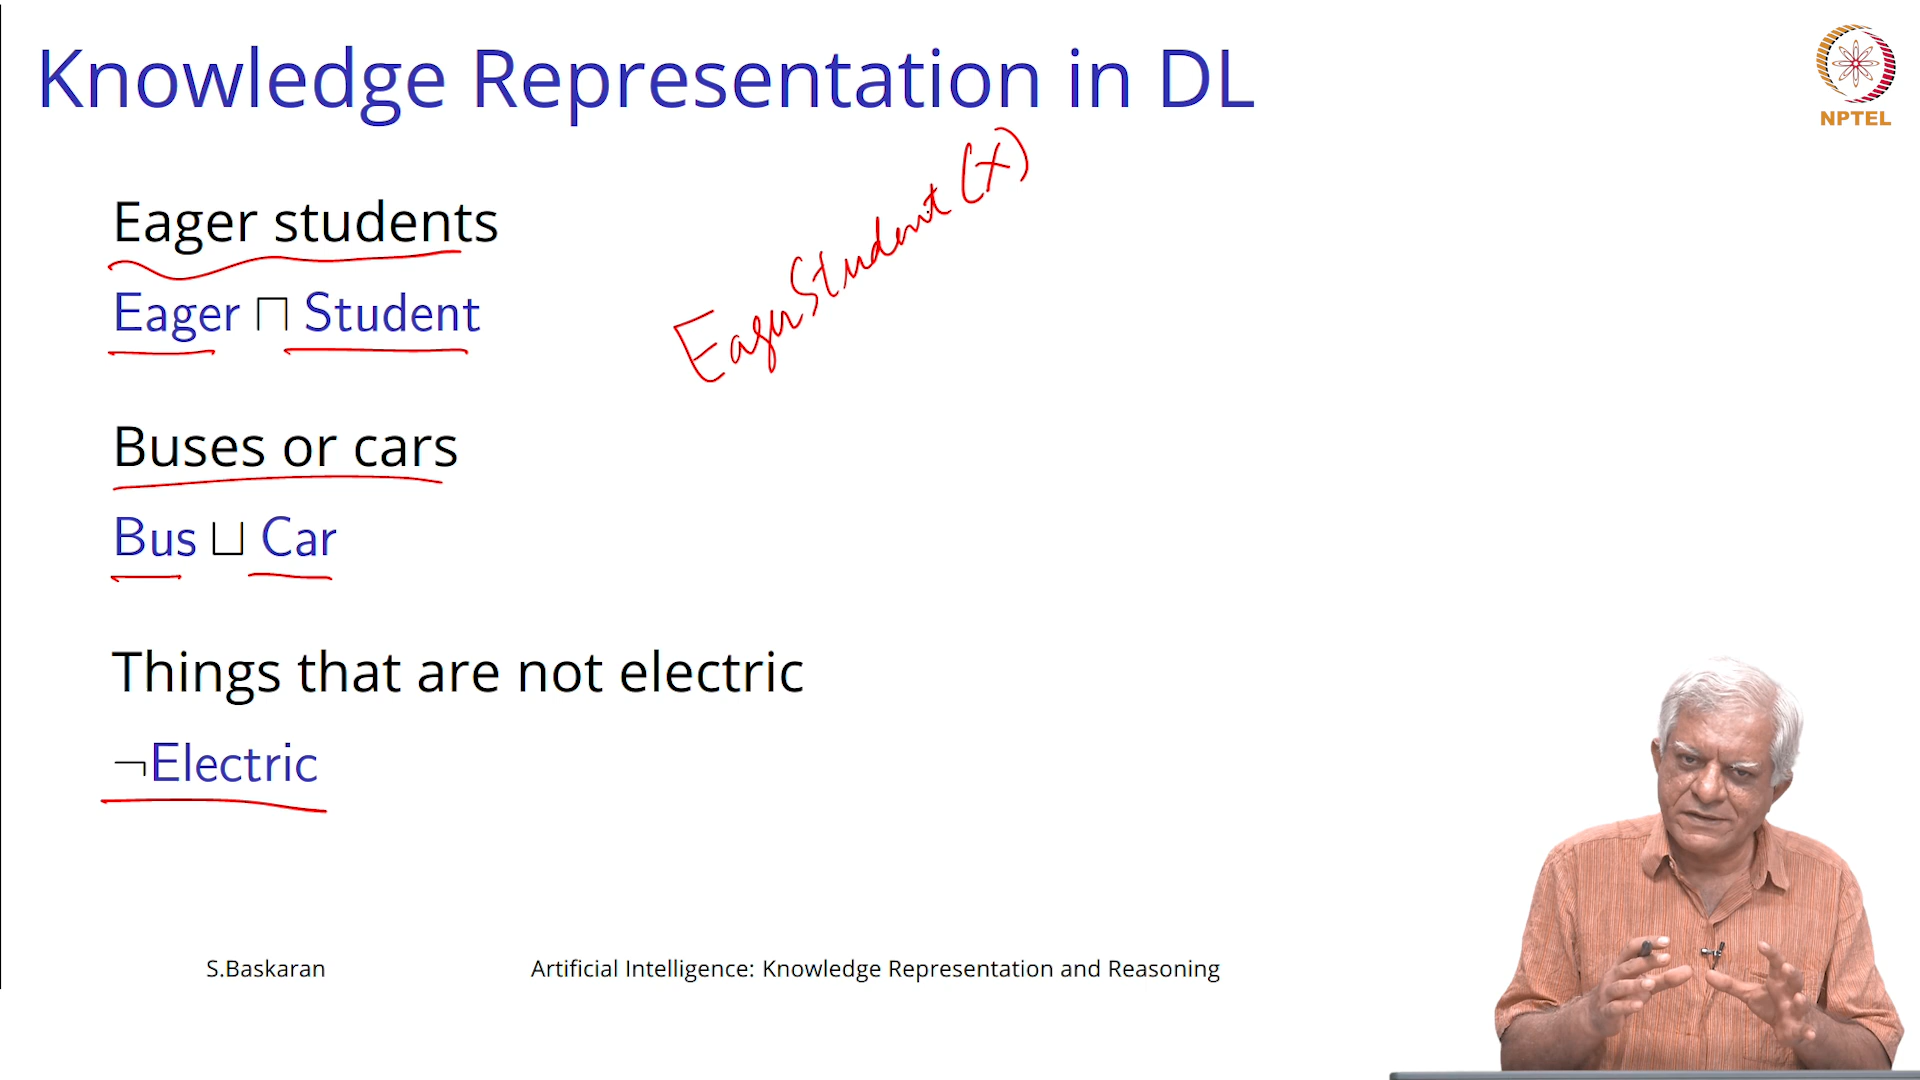 Knowledge Representation in DL
NPTEL
Eager students
Eager ⊓ Student
EagerStudent (x)
Buses or cars
Bus ⊔ Car
Things that are not electric
¬Electric
S.Baskaran
Artificial Intelligence: Knowledge Representation and Reasoning